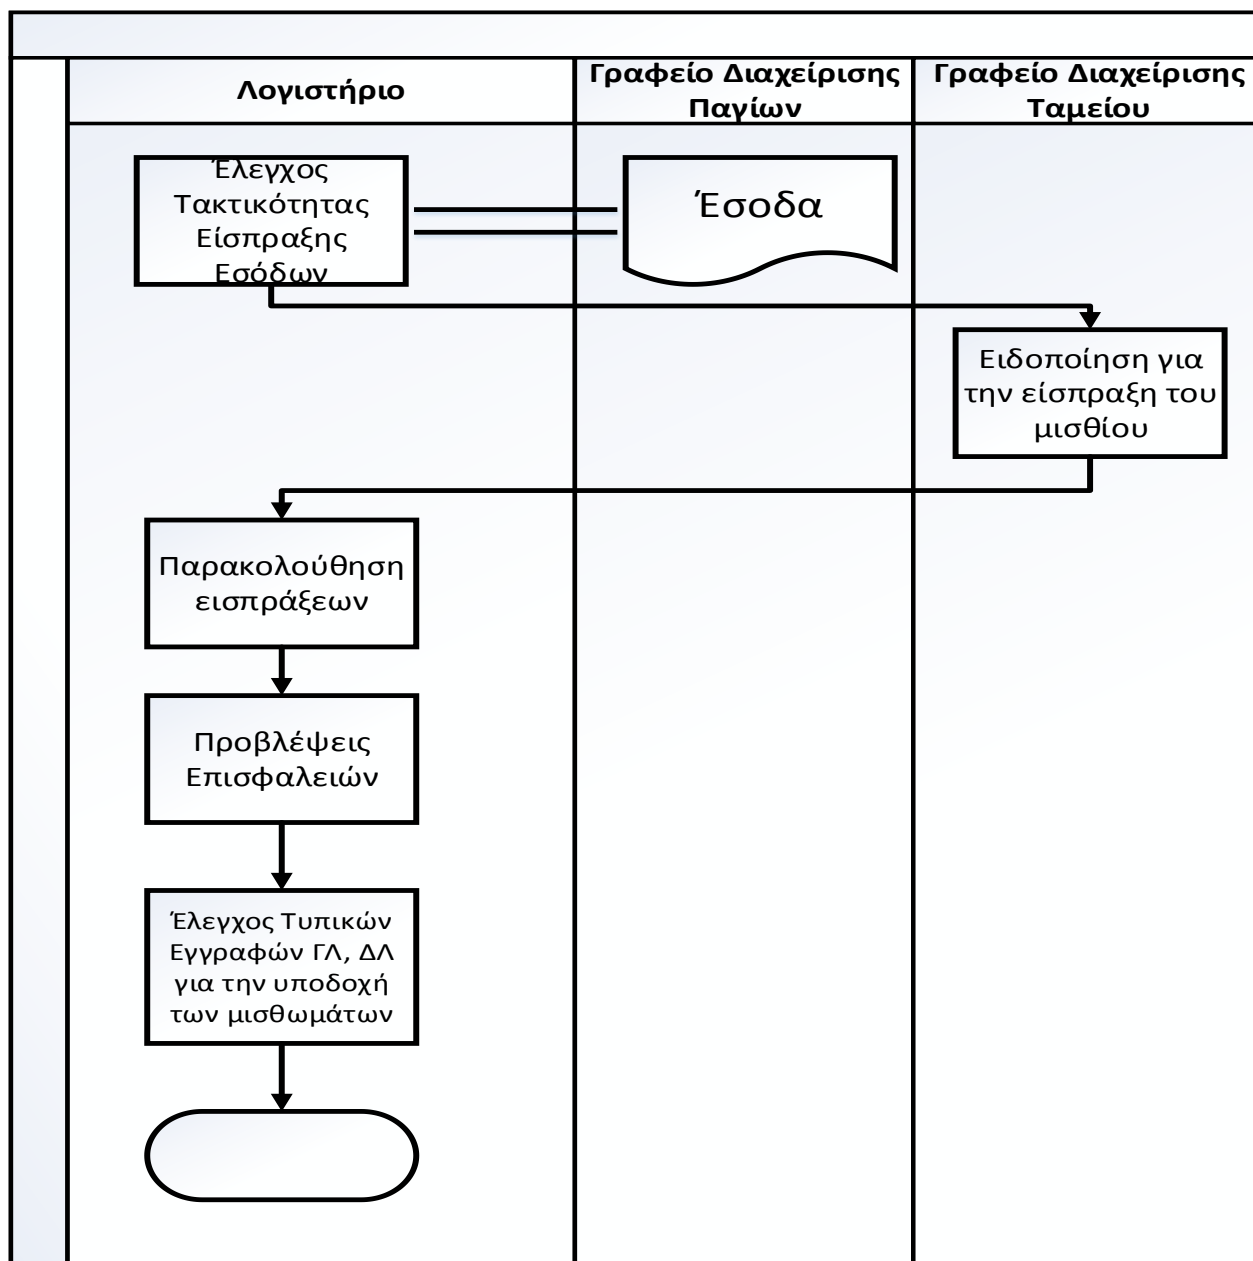 Λογιστήριο
Γραφείο Διαχείρισης
Παγίων
Γραφείο Διαχείρισης
Ταμείου
Έλεγχος
Τακτικότητας
Είσπραξης
Εσόδων
Έσοδα
Ειδοποίηση για
την είσπραξη του
μισθίου
Παρακολούθηση
εισπράξεων
Προβλέψεις
Επισφαλειών
Έλεγχος Τυπικών
Εγγραφών ΓΛ, ΔΛ
για την υποδοχή
των μισθωμάτων